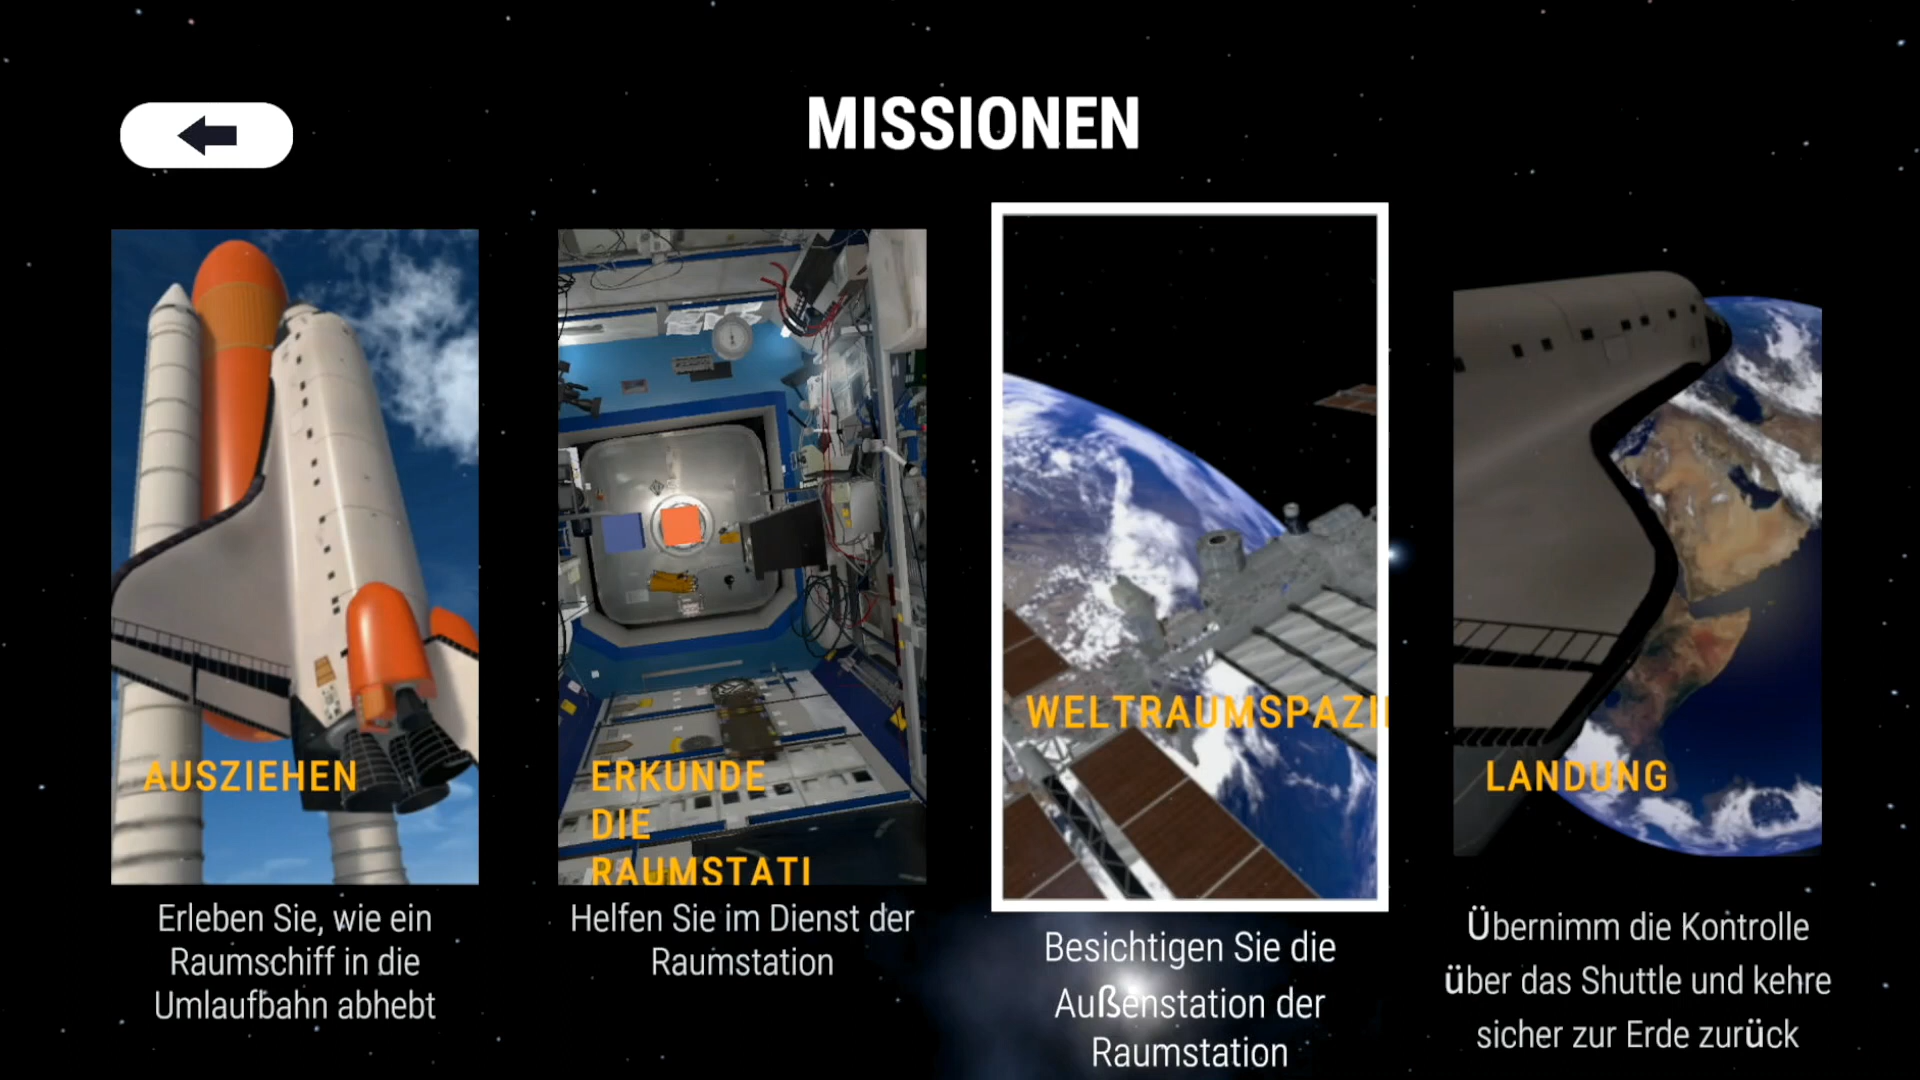 MISSIONEN
AUSZIEHEN
Erleben Sie, wie ein
Raumschiff in die
Umlaufbahn abhebt
ERKUNDE
DIE
RAUMSTATI
Helfen Sie im Dienst der
Raumstation
WELTRAUMSPAZI
Besichtigen Sie die
Außenstation der
Raumstation
LANDUNG
Übernimm die Kontrolle
über das Shuttle und kehre
sicher zur Erde zurück